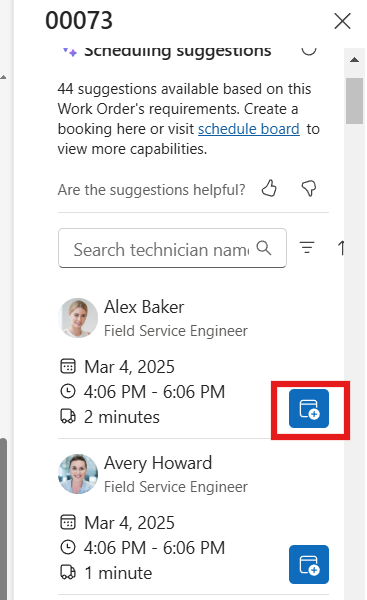 00073
Scheduling suggestions
44 suggestions available based on this
Work Order's requirements. Create a
booking here or visit schedule board to
view more capabilities.
Are the suggestions helpful?
Search technician name
Alex Baker
Field Service Engineer
Mar 4, 2025
4:06 PM - 6:06 PM
2 minutes
Avery Howard
Field Service Engineer
Mar 4, 2025
4:06 PM - 6:06 PM
1 minute